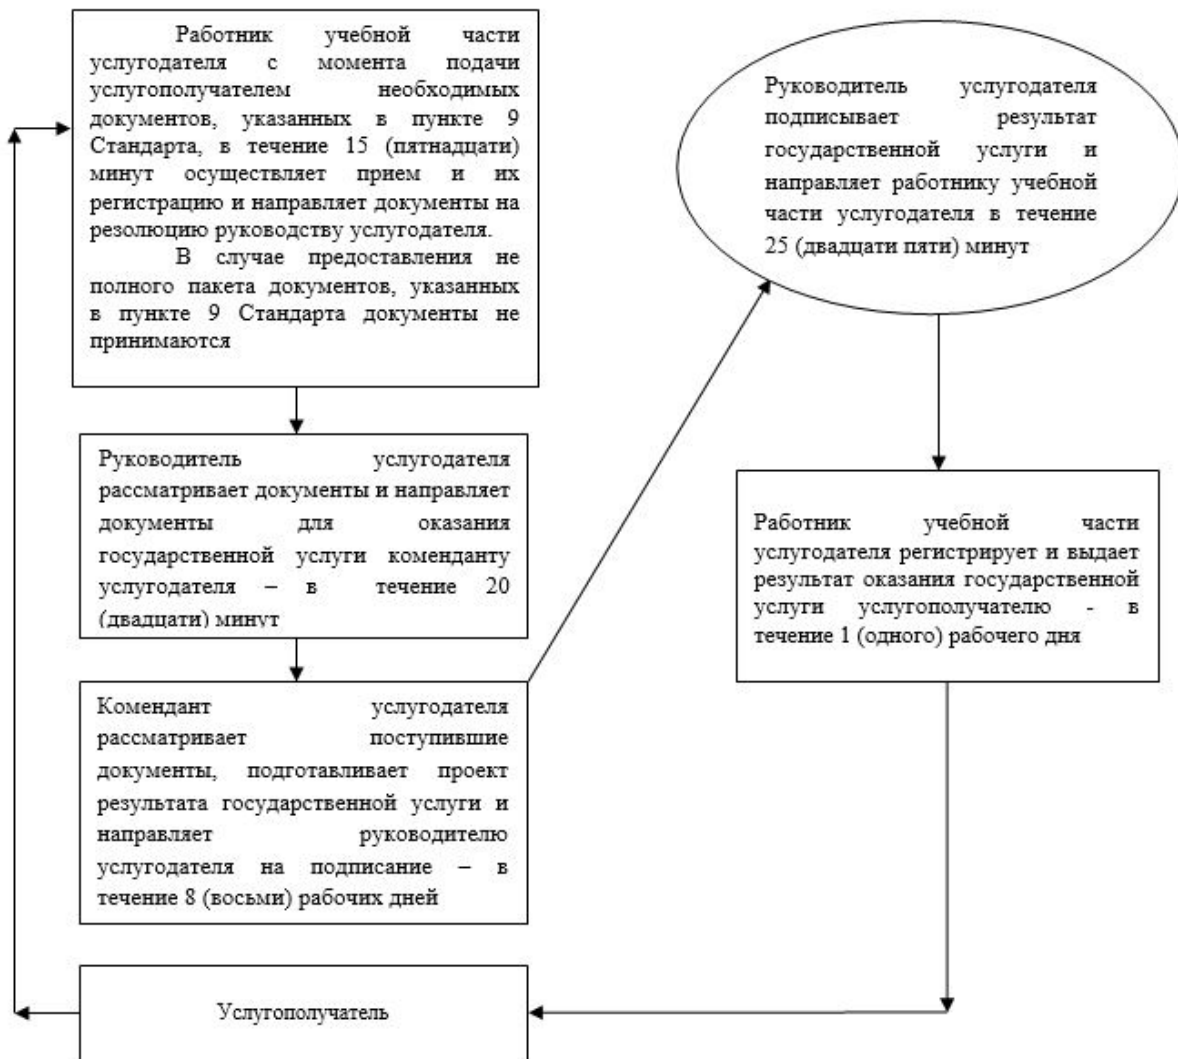 Работник учебной части
услугодателя с момента подачи
услугополучателем необходимых
документов, указанных в пункте 9
Стандарта, в течение 15 (пятнадцати)
минут осуществляет прием и их
регистрацию и направляет документы на
резолюцию руководству услугодателя.
В случае предоставления не
полного пакета документов, указанных
в пункте 9 Стандарта документы не
принимаются
Руководитель услугодателя
рассматривает документы и направляет
документы для оказания
государственной услуги коменданту
услугодателя – в течение 20
(двадцати) минут
Комендант услугодателя
рассматривает поступившие
документы, подготавливает проект
результата государственной услуги и
направляет руководителю
услугодателя на подписание – в
течение 8 (восьми) рабочих дней
Руководитель услугодателя
подписывает результат
государственной услуги и
направляет работнику учебной
части услугодателя в течение
25 (двадцати пяти) минут
Работник учебной части
услугодателя регистрирует и выдает
результат оказания государственной
услуги услугополучателю - в
течение 1 (одного) рабочего дня
Услугополучатель